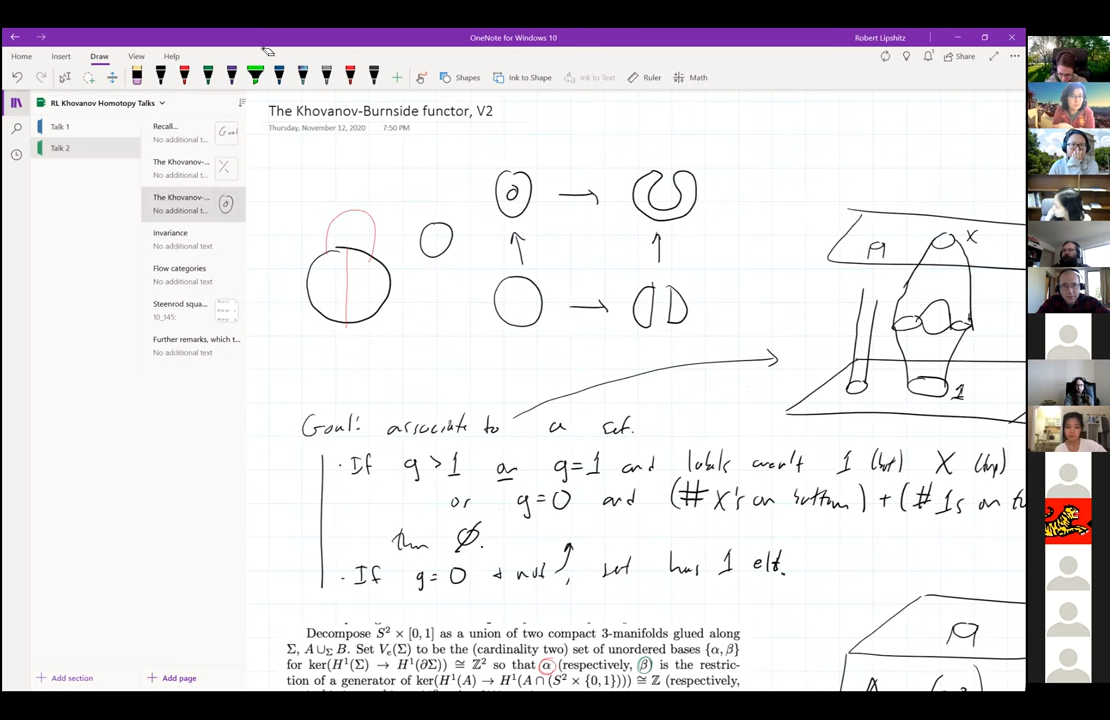 OneNote for Windows 10
Robert Lipshitz
Home Insert Draw View Help
Share
Shapes Ink to Shape Ink to Text Ruler Math
RL Khovanov Homotopy Talks
Talk 1
Talk 2
Recall...
No additional t...
The Khovanov-...
No additional t...
The Khovanov-...
No additional t...
Invariance
No additional text
Flow categories
No additional text
Steenrod squa...
10_145:
Further remarks, which t...
No additional text
Add section
Add page
The Khovanov-Burnside functor, V2
Thursday, November 12, 2020 7:50 PM
A
X
1
Goal: associate to a set.
· If g > 1 or g=1 and labels aren't 1 (bot) X (top)
or g=0 and (# X's on bottom) + (# 1s on
then ∅.
· If g=0 + not, set has 1 elt.
Decompose S² × [0, 1] as a union of two compact 3-manifolds glued along
Σ, A ∪_Σ B. Set V_e(Σ) to be the (cardinality two) set of unordered bases {α, β}
for ker(H¹(Σ) → H¹(∂Σ)) ≅ Z² so that α (respectively, β) is the restric-
tion of a generator of ker(H¹(A) → H¹(A ∩ (S² × {0,1}))) ≅ Z (respectively,
A